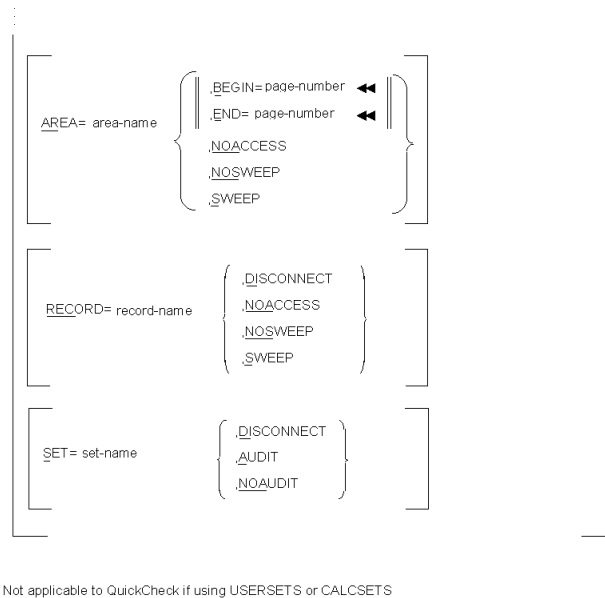 ,BEGIN= page-number ◄◄
AREA= area-name
,END= page-number ◄◄
,NOACCESS
,NOSWEEP
,SWEEP
,DISCONNECT
RECORD= record-name
,NOACCESS
,NOSWEEP
,SWEEP
,DISCONNECT
SET= set-name
,AUDIT
,NOAUDIT
Not applicable to QuickCheck if using USERSETS or CALCSETS